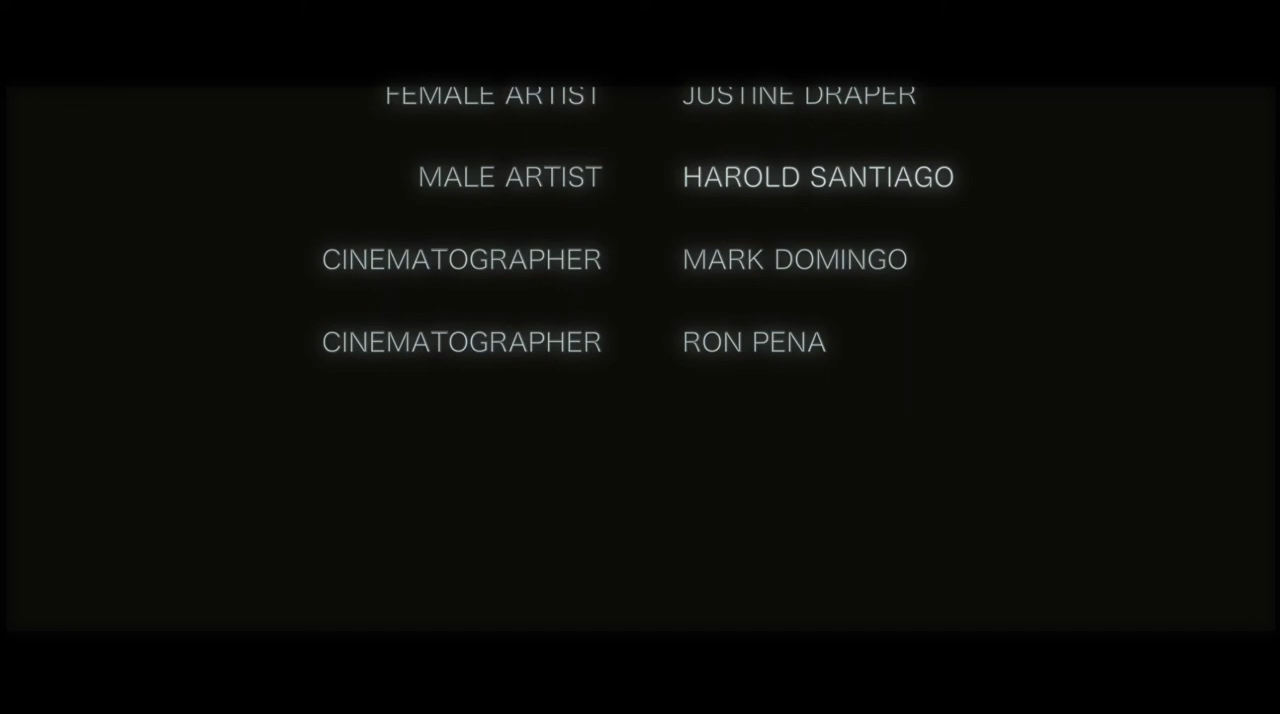 FEMALE ARTIST JUSTINE DRAPER
MALE ARTIST HAROLD SANTIAGO
CINEMATOGRAPHER MARK DOMINGO
CINEMATOGRAPHER RON PENA